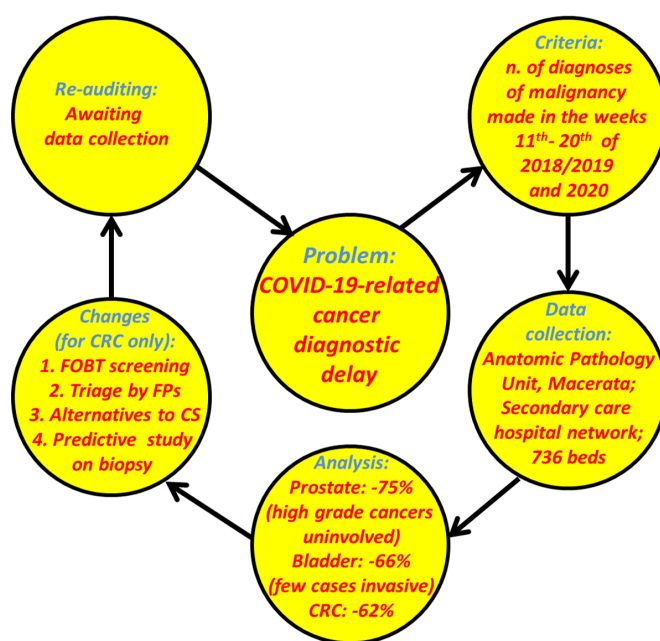 Problem:
COVID-19-related
cancer
diagnostic
delay
Criteria:
n. of diagnoses
of malignancy
made in the weeks
11th- 20th of
2018/2019
and 2020
Data
collection:
Anatomic Pathology
Unit, Macerata;
Secondary care
hospital network;
736 beds
Analysis:
Prostate: -75%
(high grade cancers
uninvolved)
Bladder: -66%
(few cases invasive)
CRC: -62%
Changes
(for CRC only):
1. FOBT screening
2. Triage by FPs
3. Alternatives to CS
4. Predictive study
on biopsy
Re-auditing:
Awaiting
data collection